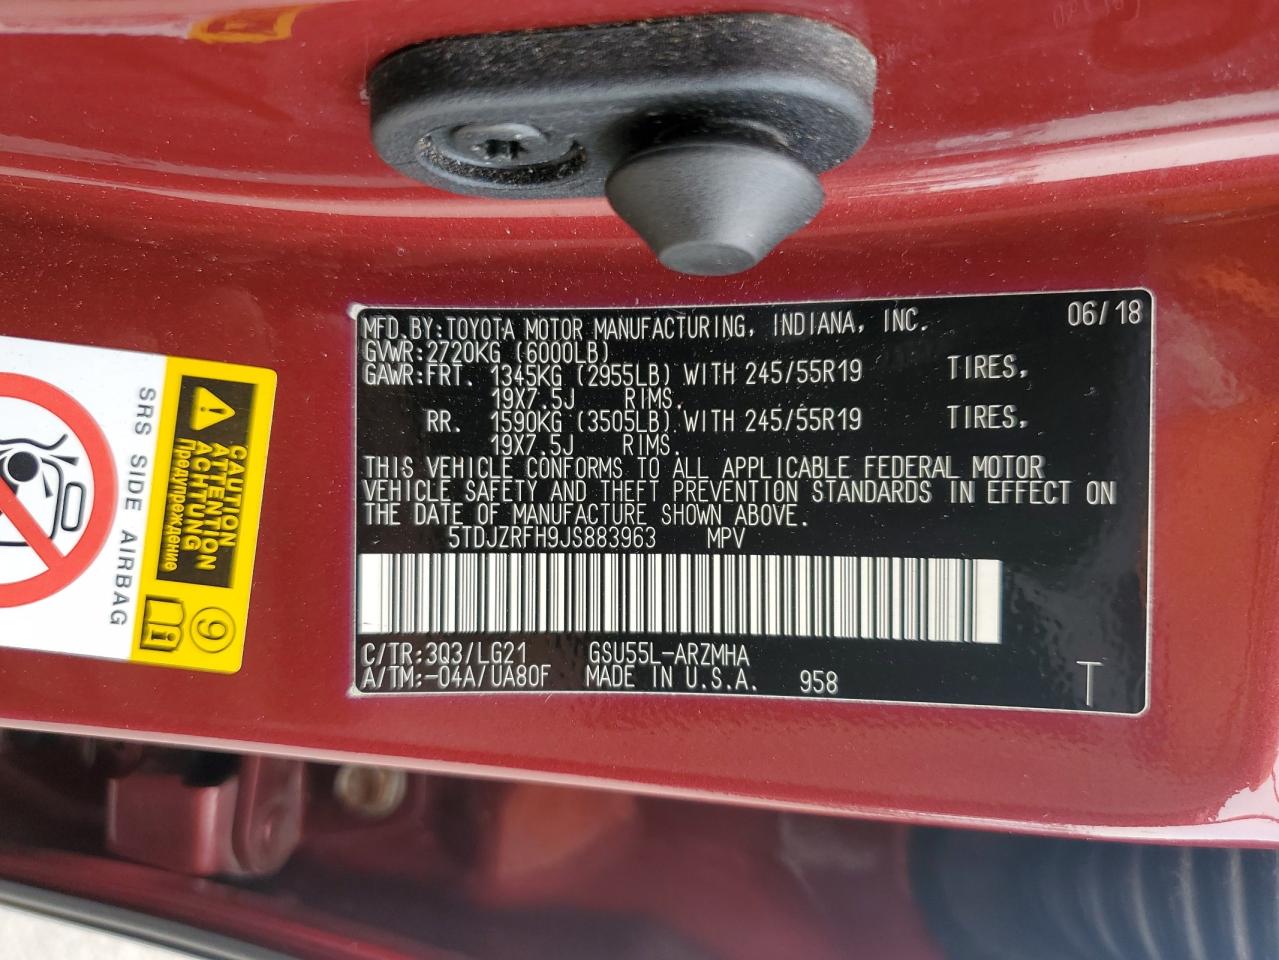 MFD.BY:TOYOTA MOTOR MANUFACTURING, INDIANA, INC. 06/18
GVWR:2720KG (6000LB)
GAWR:FRT. 1345KG (2955LB) WITH 245/55R19 TIRES,
19X7.5J RIMS.
RR. 1590KG (3505LB) WITH 245/55R19 TIRES,
19X7.5J RIMS.
THIS VEHICLE CONFORMS TO ALL APPLICABLE FEDERAL MOTOR
VEHICLE SAFETY AND THEFT PREVENTION STANDARDS IN EFFECT ON
THE DATE OF MANUFACTURE SHOWN ABOVE.
5TDJZRFH9JS883963 MPV
C/TR:3Q3/LG21 GSU55L-ARZMHA
A/TM:-04A/UA80F MADE IN U.S.A. 958
T
CAUTION
ATTENTION
ACHTUNG
Предупреждение
9
SRS SIDE AIRBAG